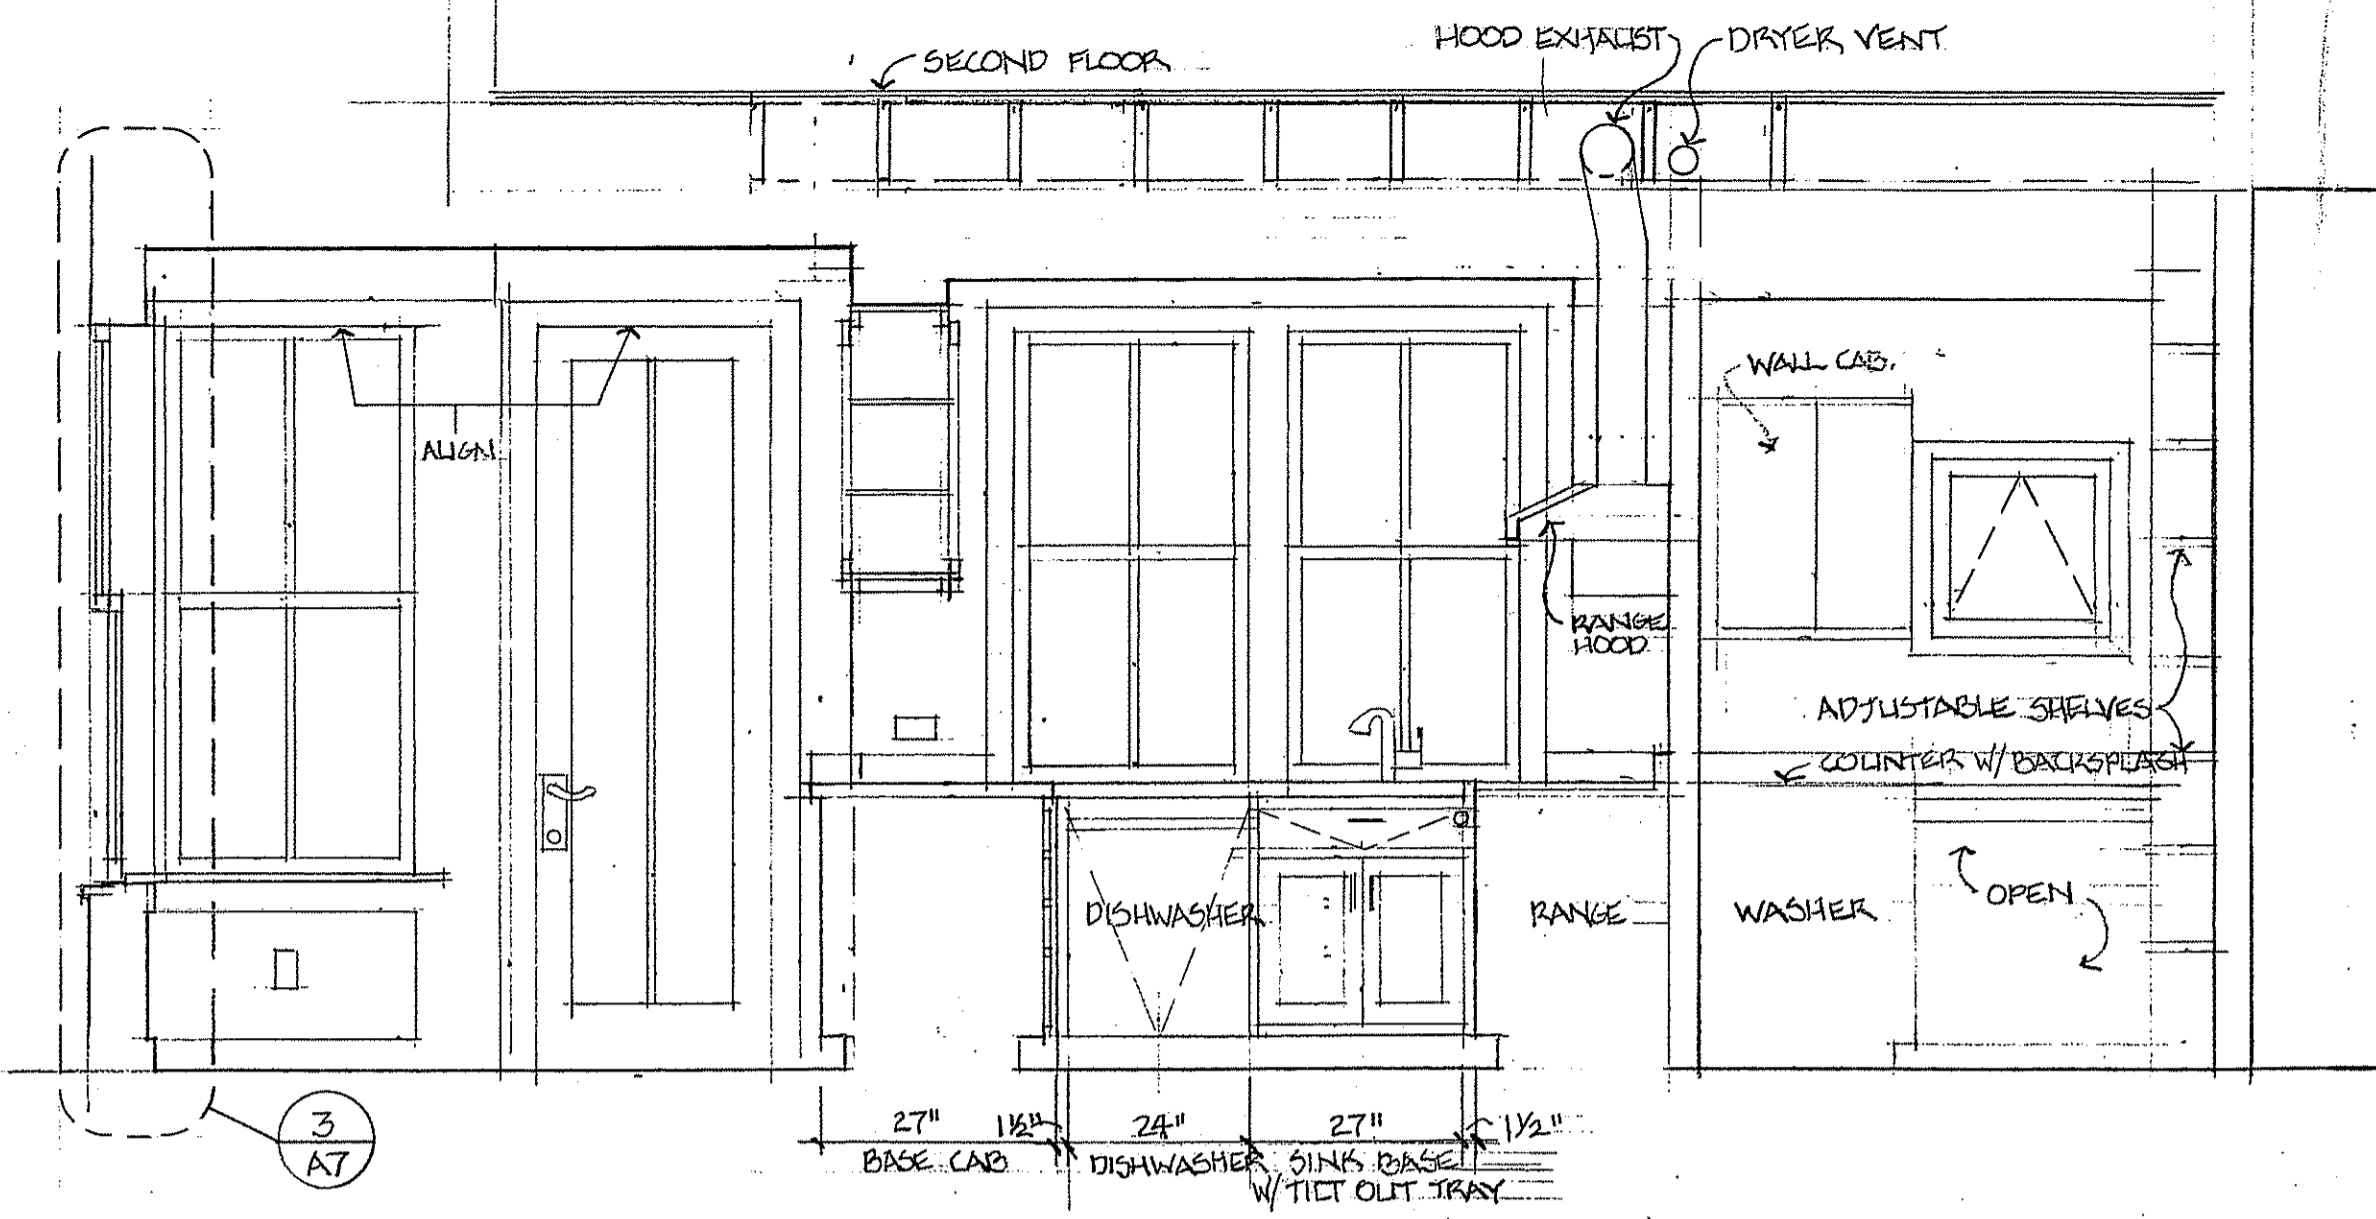 SECOND FLOOR
HOOD EXHAUST
DRYER VENT
ALIGN
WALL CAB.
RANGE
HOOD
ADJUSTABLE SHELVES
COUNTER W/ BACKSPLASH
DISHWASHER
RANGE
WASHER
OPEN
3
A7
27" 1½" 24" 27" 1½"
BASE CAB DISHWASHER SINK BASE
W/ TILT OUT TRAY